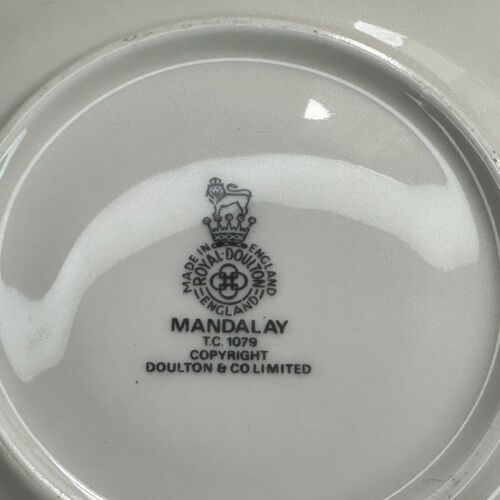 MADE IN ENGLAND
ROYAL·DOULTON
ENGLAND
MANDALAY
T.C. 1079
COPYRIGHT
DOULTON & CO.LIMITED